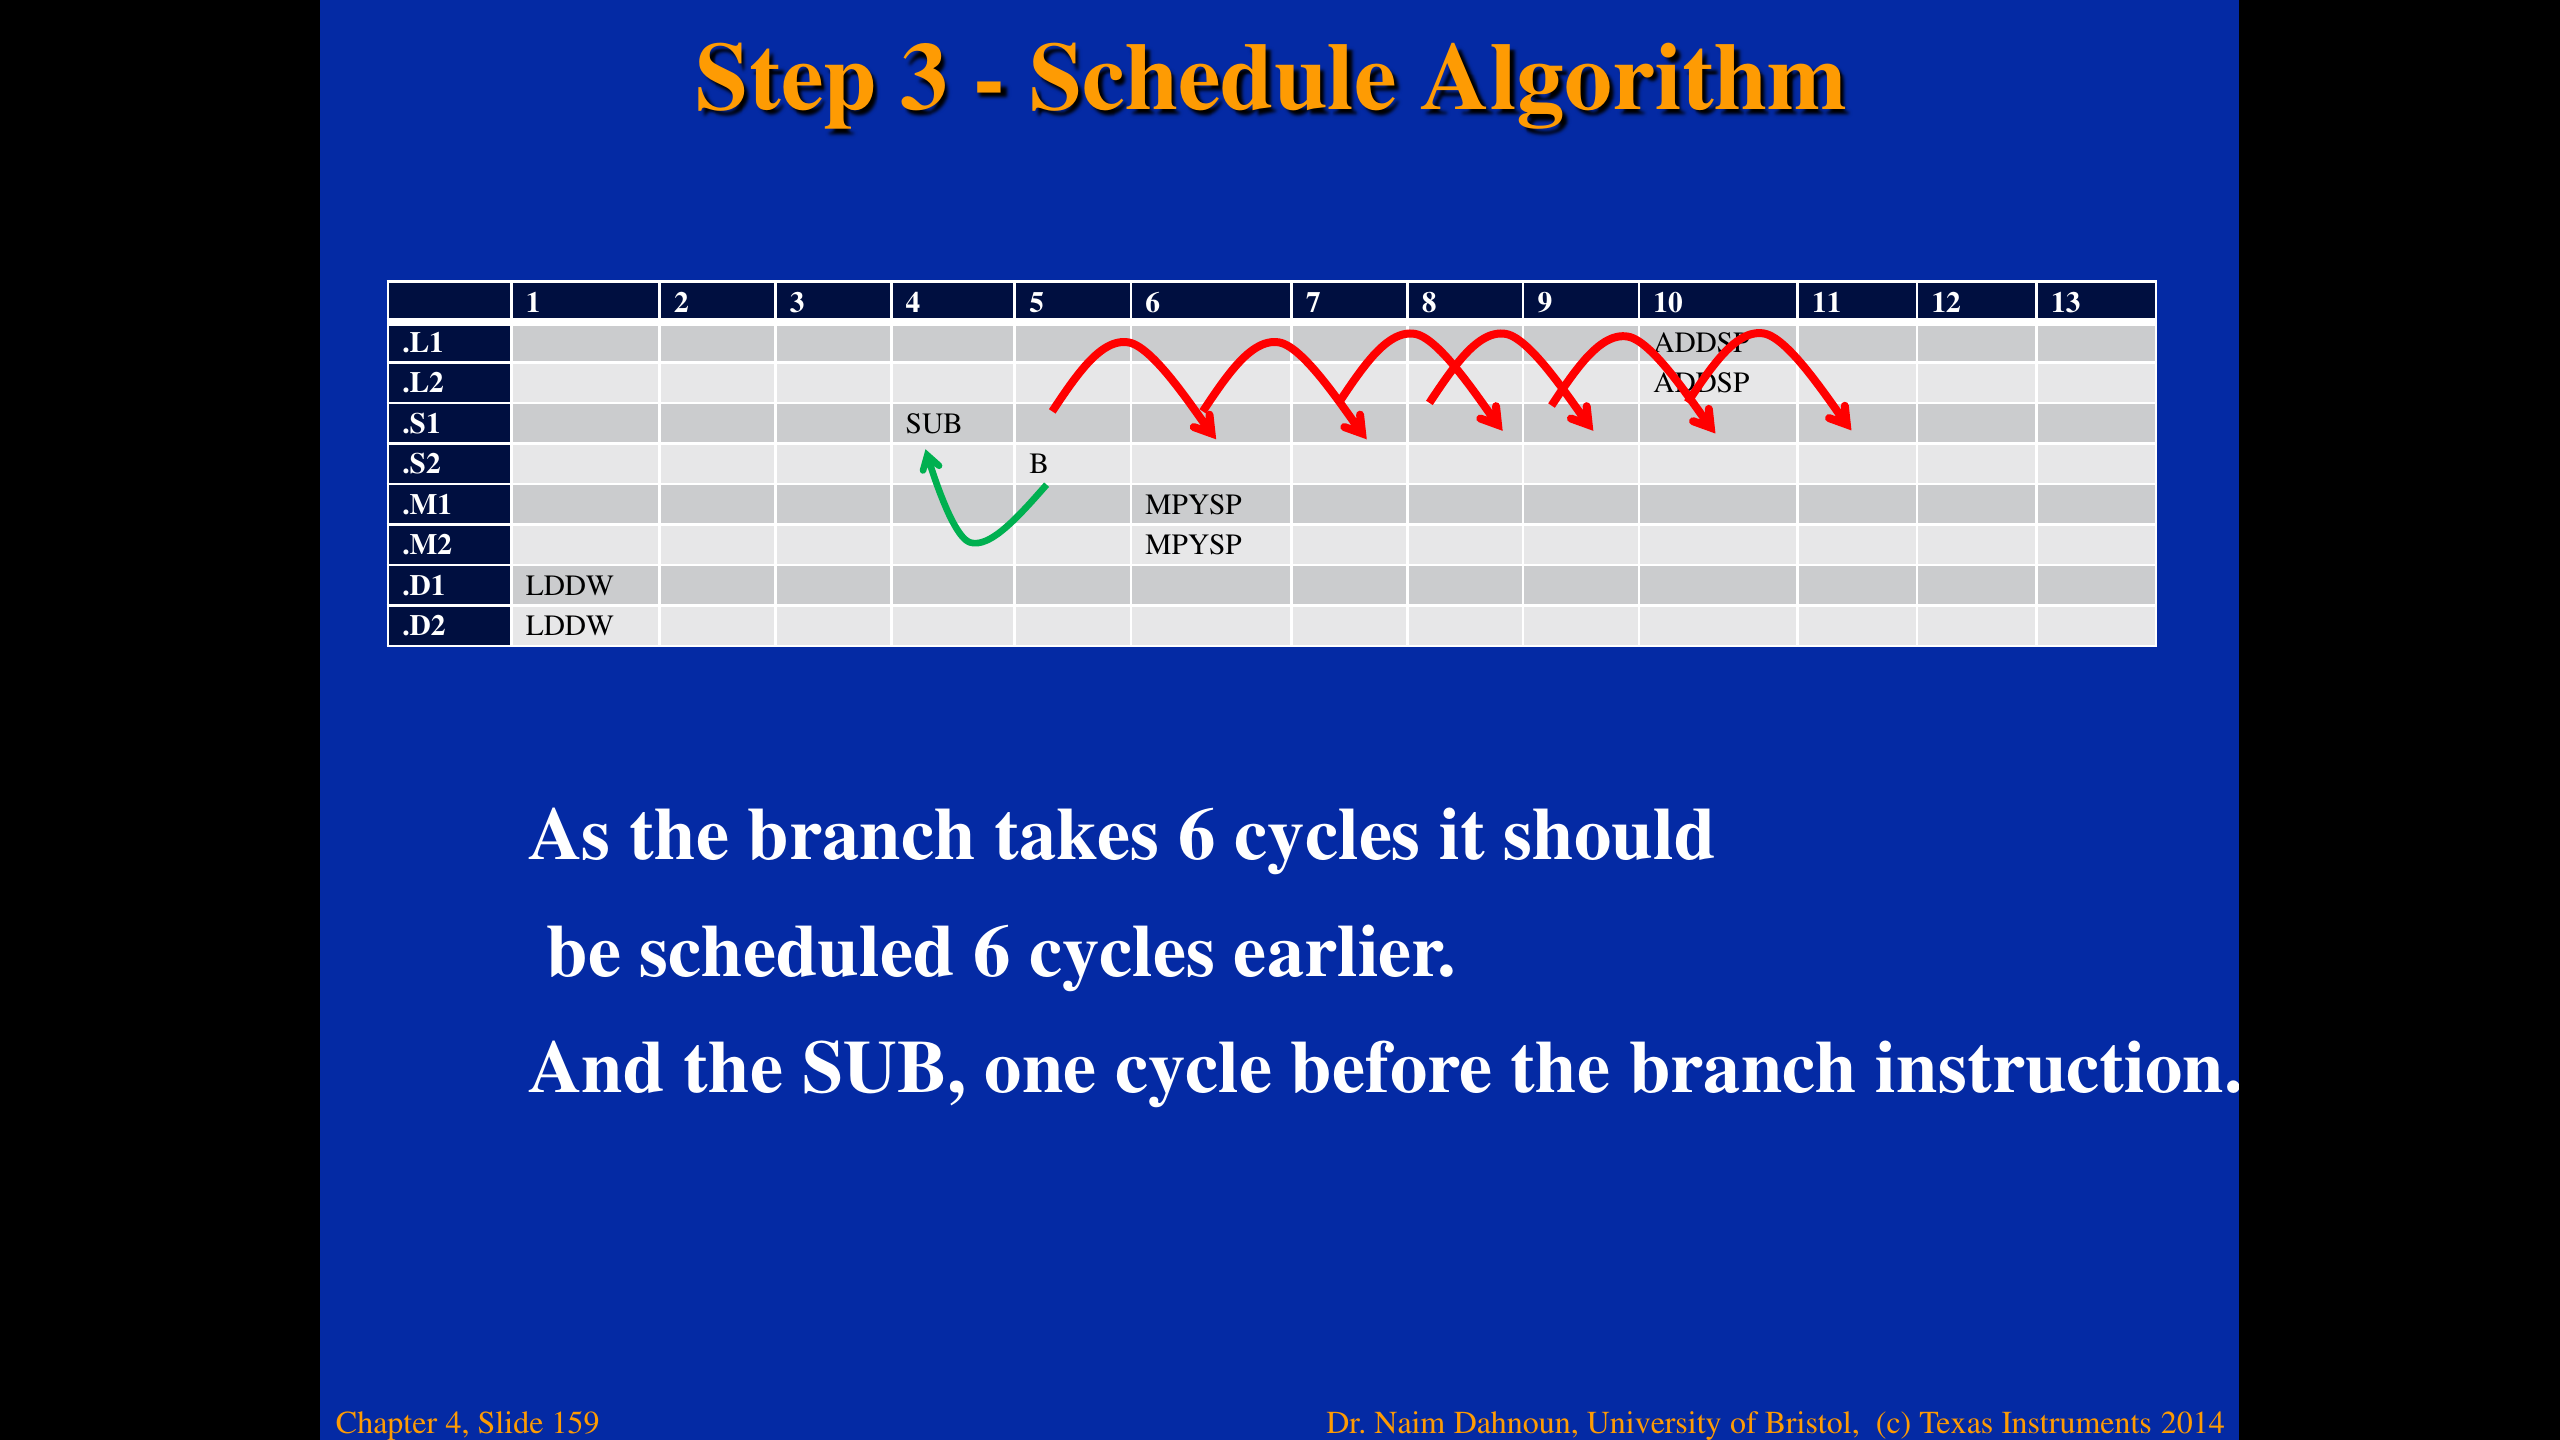 Step 3 - Schedule Algorithm
1 2 3 4 5 6 7 8 9 10 11 12 13
.L1 ADDSP
.L2 ADDSP
.S1 SUB
.S2 B
.M1 MPYSP
.M2 MPYSP
.D1 LDDW
.D2 LDDW
As the branch takes 6 cycles it should
be scheduled 6 cycles earlier.
And the SUB, one cycle before the branch instruction.
Chapter 4, Slide 159
Dr. Naim Dahnoun, University of Bristol, (c) Texas Instruments 2014